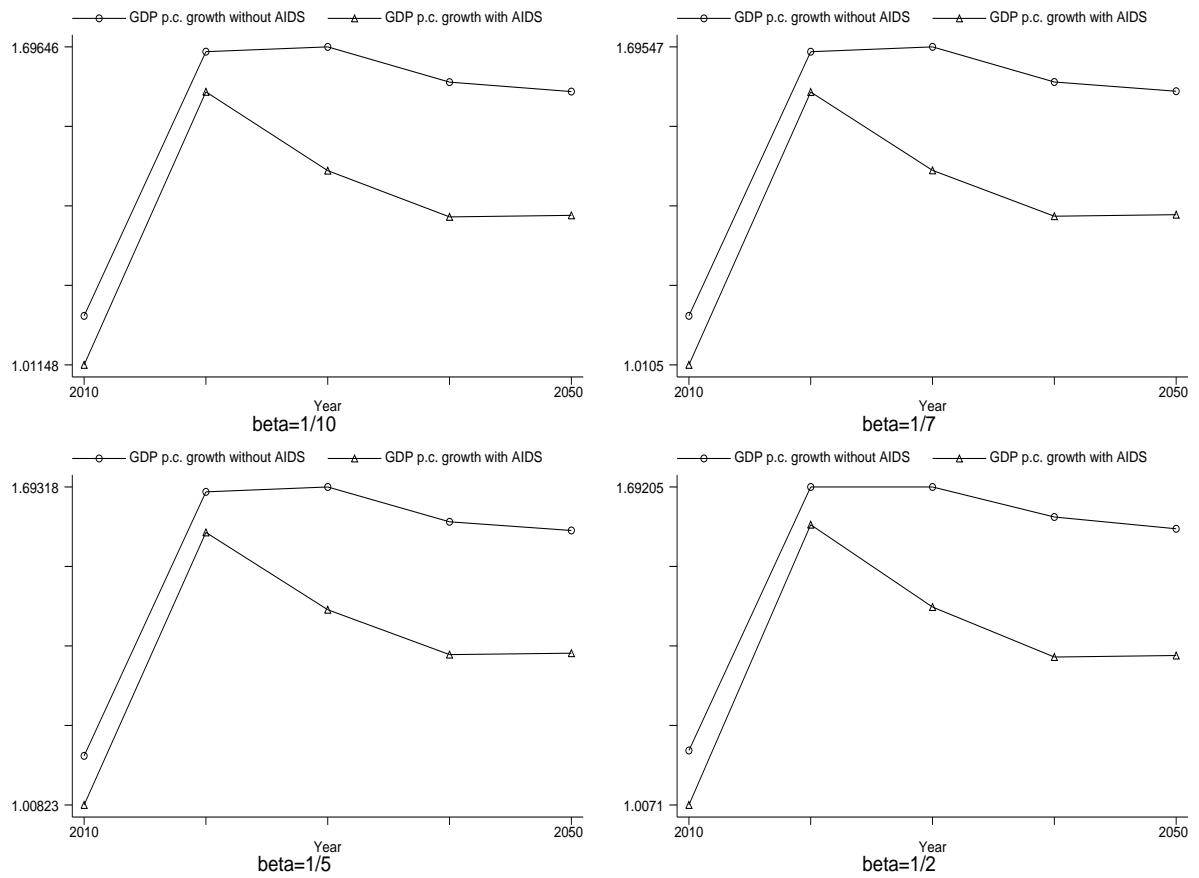 GDP p.c. growth without AIDS GDP p.c. growth with AIDS
1.69646
1.01148
2010 2050
Year
beta=1/10
GDP p.c. growth without AIDS GDP p.c. growth with AIDS
1.69547
1.0105
2010 2050
Year
beta=1/7
GDP p.c. growth without AIDS GDP p.c. growth with AIDS
1.69318
1.00823
2010 2050
Year
beta=1/5
GDP p.c. growth without AIDS GDP p.c. growth with AIDS
1.69205
1.0071
2010 2050
Year
beta=1/2